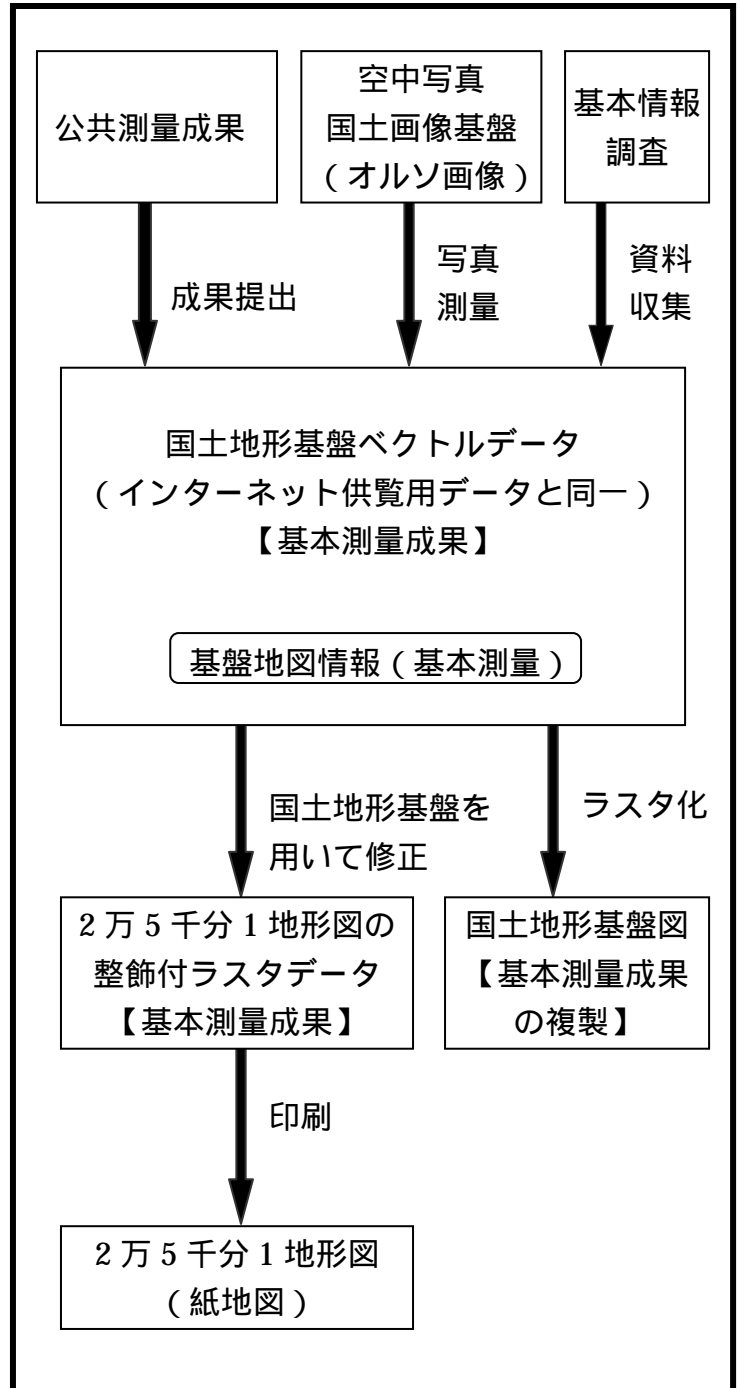 公共測量成果
空中写真
国土画像基盤
（オルソ画像）
基本情報
調査
成果提出
写真
測量
資料
収集
国土地形基盤ベクトルデータ
（インターネット供覧用データと同一）
【基本測量成果】
基盤地図情報（基本測量）
国土地形基盤を
用いて修正
ラスタ化
２万５千分１地形図の
整飾付ラスタデータ
【基本測量成果】
国土地形基盤図
【基本測量成果
の複製】
印刷
２万５千分１地形図
（紙地図）